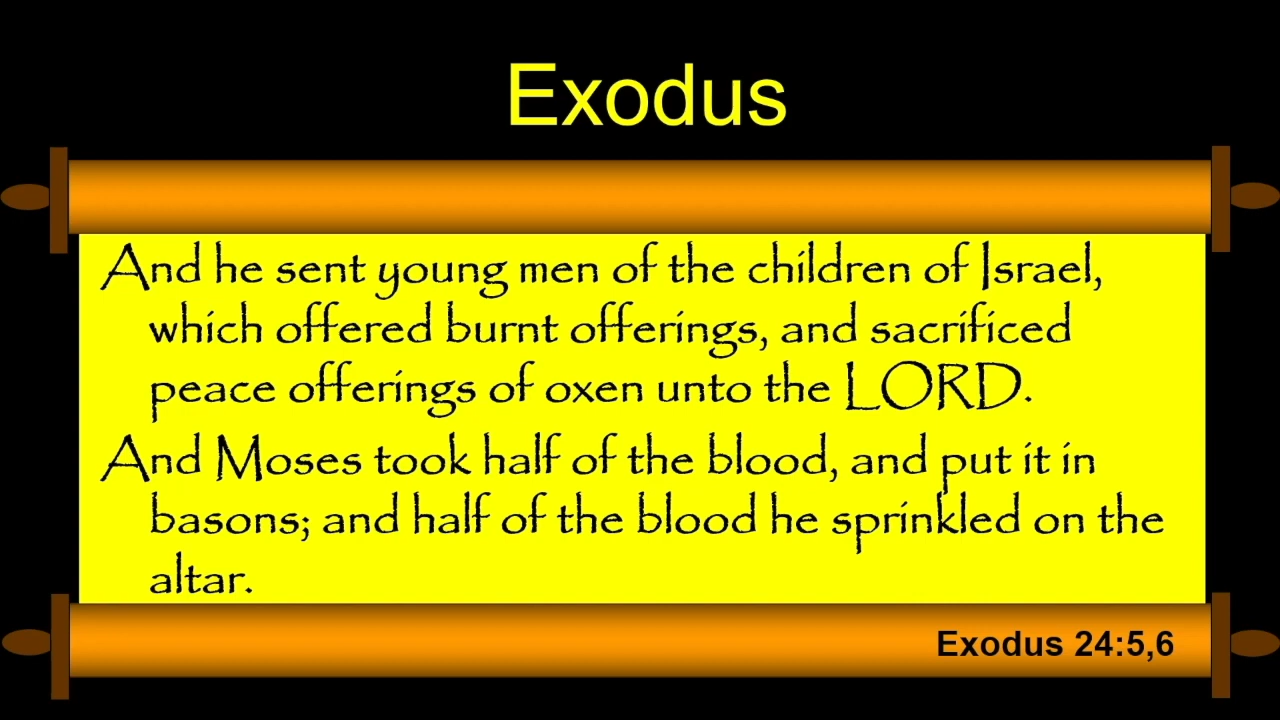 Exodus
And he sent young men of the children of Israel,
which offered burnt offerings, and sacrificed
peace offerings of oxen unto the LORD.
And Moses took half of the blood, and put it in
basons; and half of the blood he sprinkled on the
altar.
Exodus 24:5,6